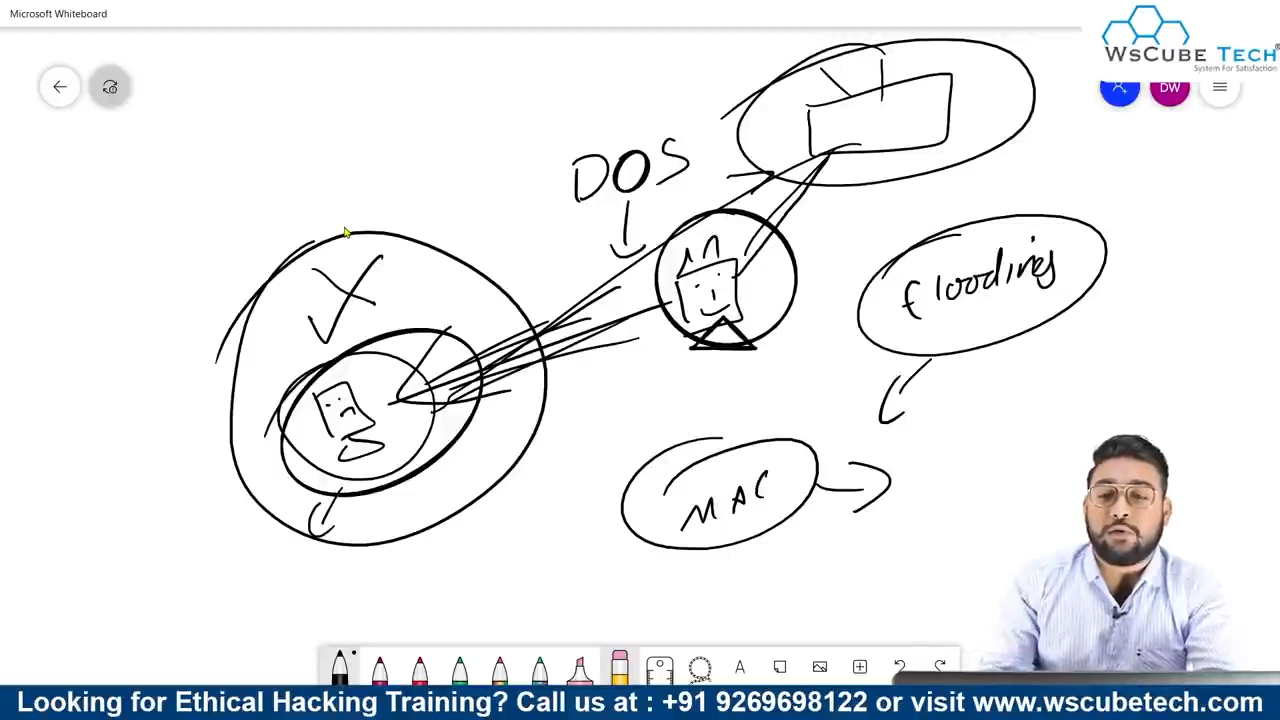 Microsoft Whiteboard
WsCube Tech®
System For Satisfaction
DW
DOS
flooding
MAC
A
Looking for Ethical Hacking Training? Call us at : +91 9269698122 or visit www.wscubetech.com